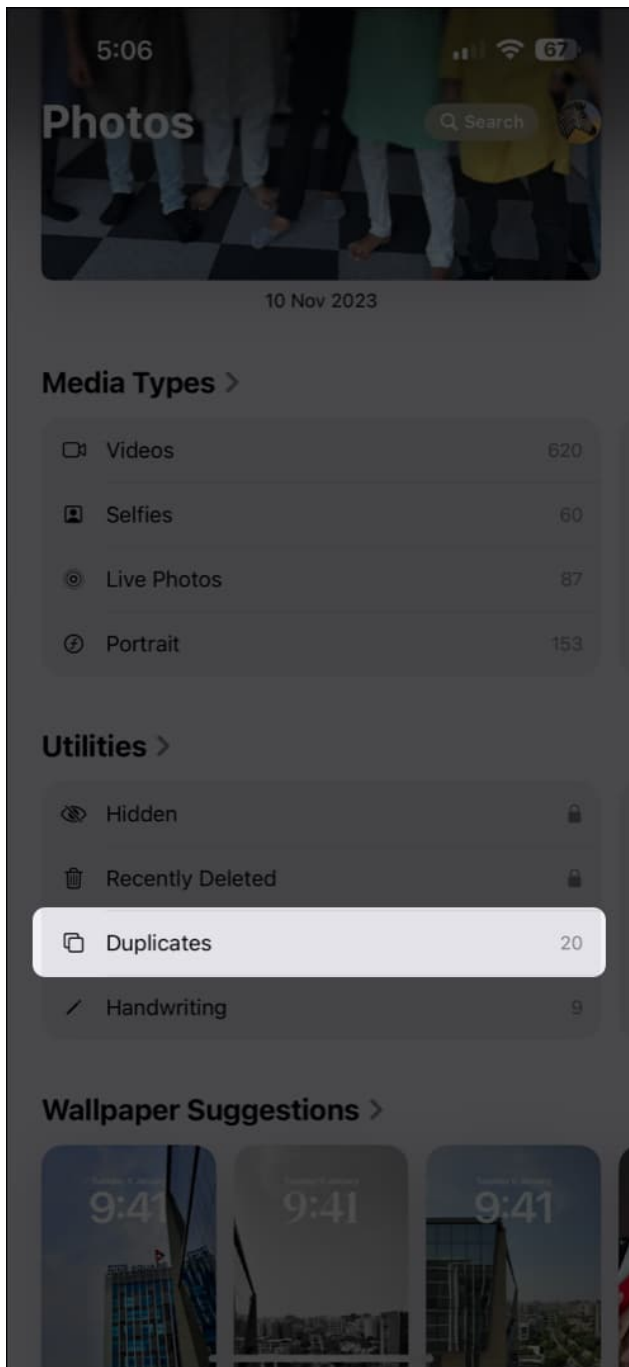 5:06
67
Photos
Search
10 Nov 2023
Media Types
Videos 620
Selfies 60
Live Photos 87
Portrait 153
Utilities
Hidden
Recently Deleted
Duplicates 20
Handwriting 9
Wallpaper Suggestions
9:41 9:41 9:41